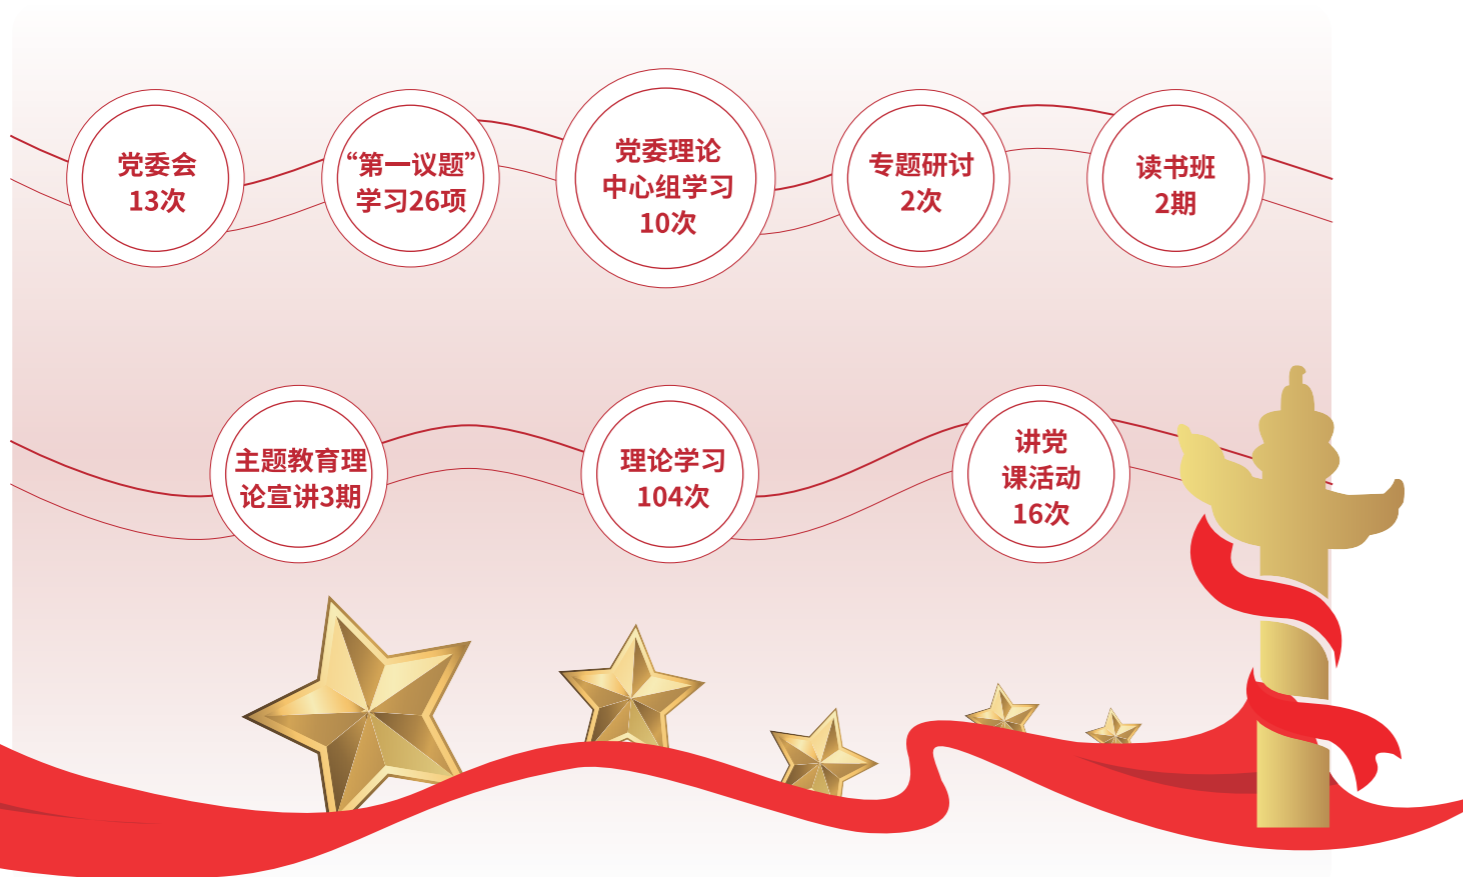 党委会
13次
“第一议题”
学习26项
党委理论
中心组学习
10次
专题研讨
2次
读书班
2期
主题教育理
论宣讲3期
理论学习
104次
讲党
课活动
16次